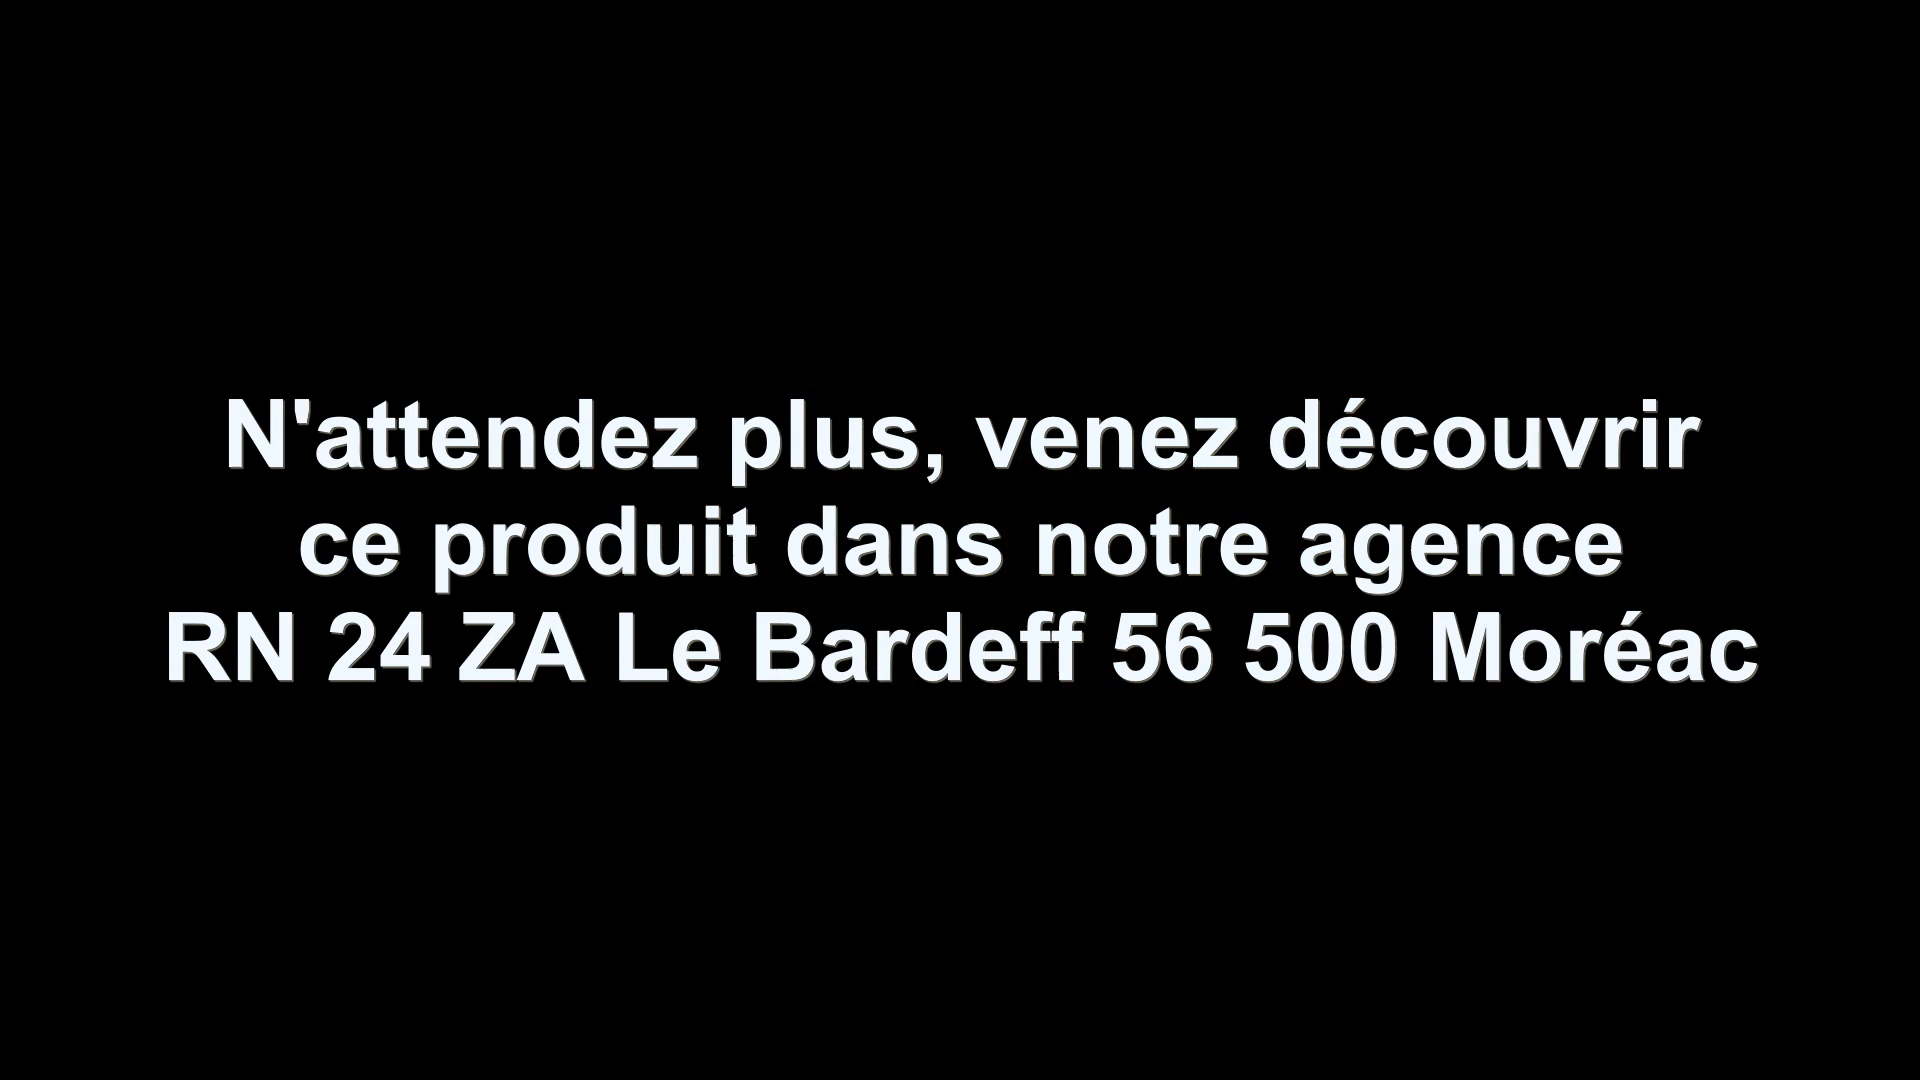 N'attendez plus, venez découvrir
ce produit dans notre agence
RN 24 ZA Le Bardeff 56 500 Moréac